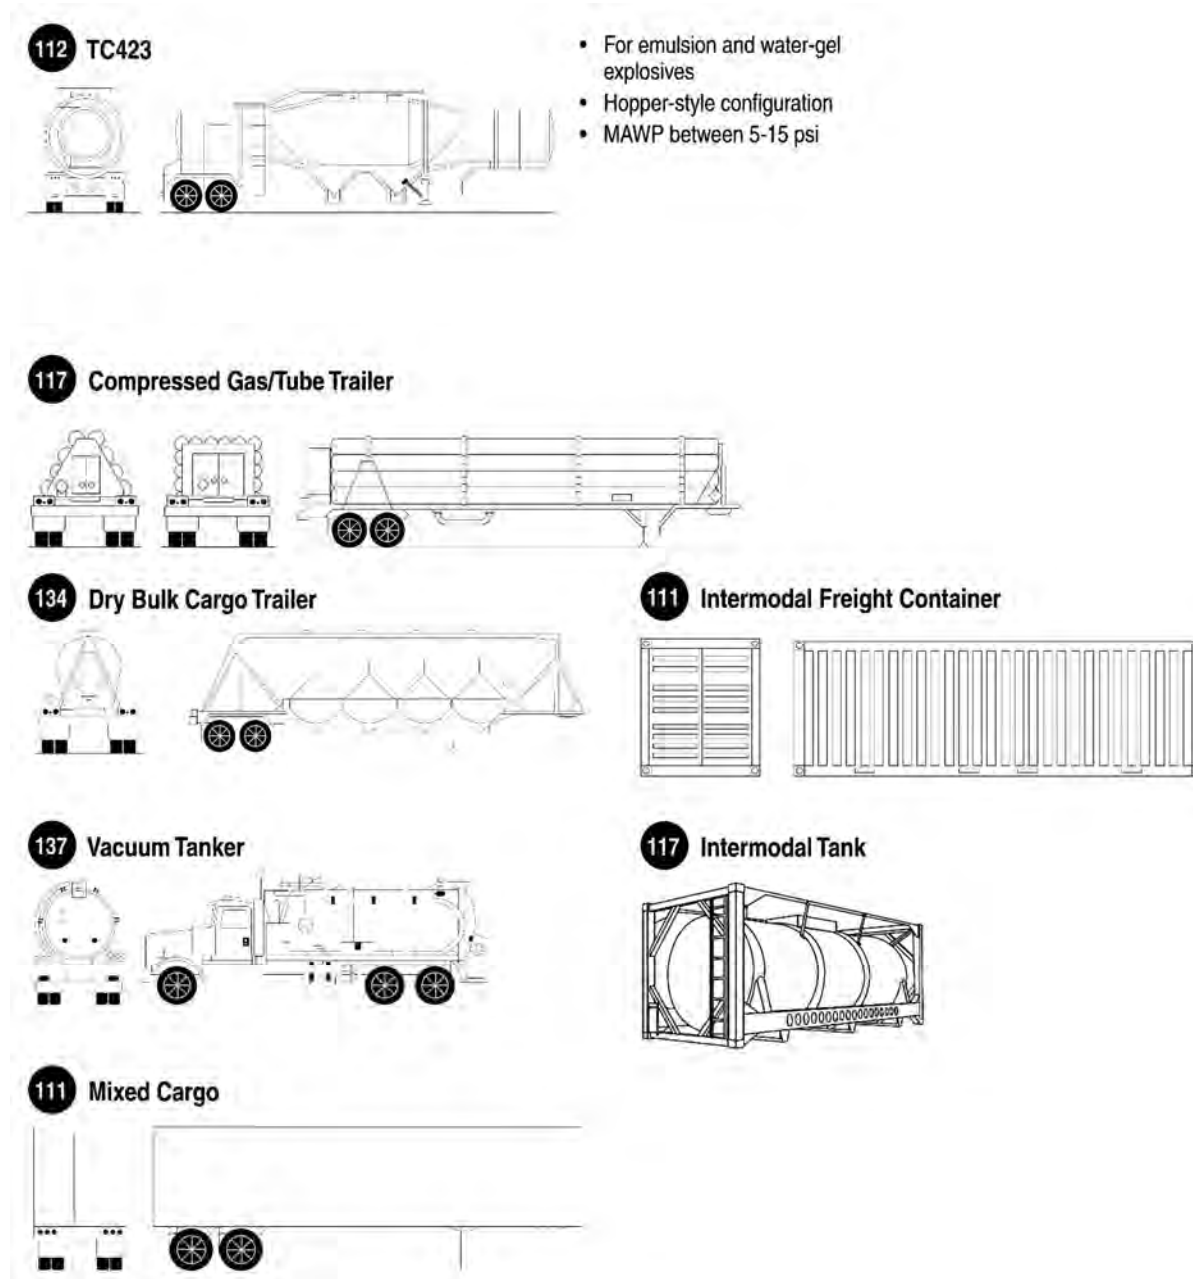 112 TC423
• For emulsion and water-gel
explosives
• Hopper-style configuration
• MAWP between 5-15 psi
117 Compressed Gas/Tube Trailer
134 Dry Bulk Cargo Trailer
111 Intermodal Freight Container
137 Vacuum Tanker
117 Intermodal Tank
111 Mixed Cargo